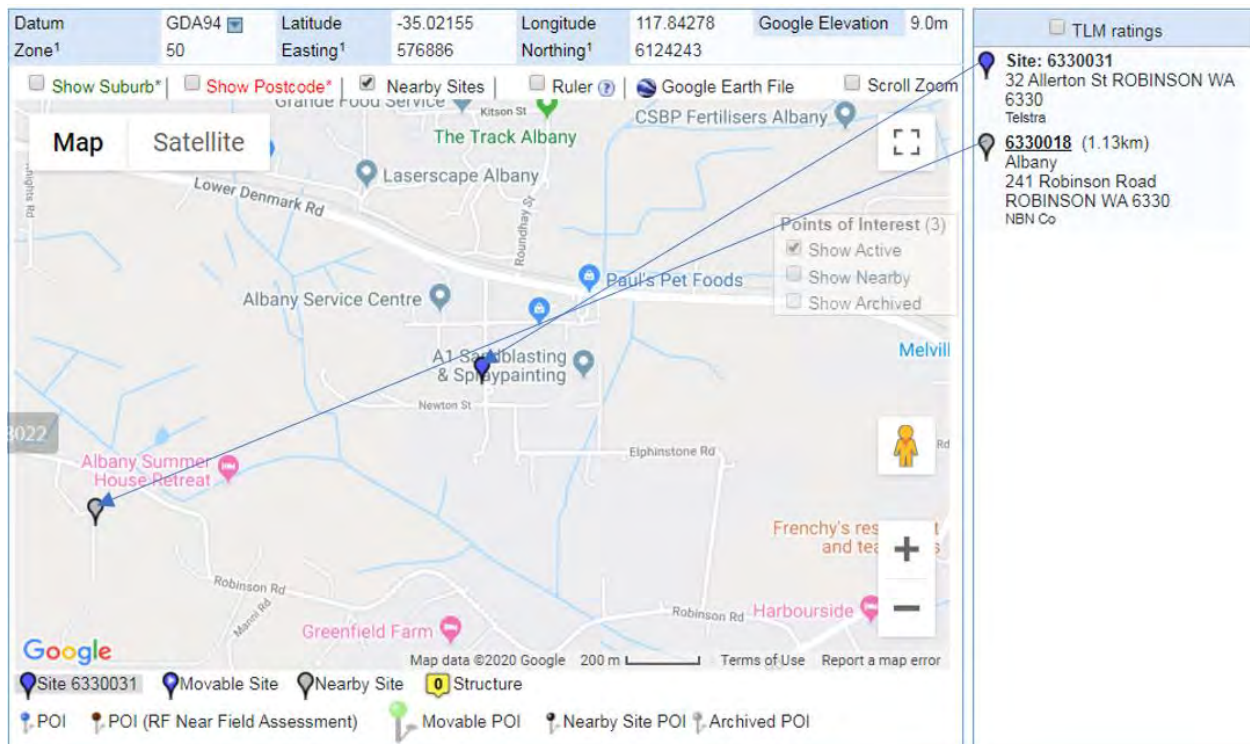 Datum GDA94 Latitude -35.02155 Longitude 117.84278 Google Elevation 9.0m
Zone¹ 50 Easting¹ 576886 Northing¹ 6124243
Show Suburb* Show Postcode* Nearby Sites Ruler Google Earth File Scroll Zoom
Grande Food Service
Kitson St
CSBP Fertilisers Albany
The Track Albany
Map Satellite
Laserscape Albany
Lower Denmark Rd
Roundhay St
Points of Interest (3)
Show Active
Show Nearby
Show Archived
Paul's Pet Foods
Albany Service Centre
A1 Sandblasting
& Spraypainting
Melvill
Newton St
3022
Elphinstone Rd
Rd
Albany Summer
House Retreat
Frenchy's
and
Robinson Rd
Manni Rd
Robinson Rd
Harbourside
Greenfield Farm
Google
Map data ©2020 Google 200 m Terms of Use Report a map error
Site 6330031 Movable Site Nearby Site 0 Structure
POI POI (RF Near Field Assessment) Movable POI Nearby Site POI Archived POI
TLM ratings
Site: 6330031
32 Allerton St ROBINSON WA
6330
Telstra
6330018 (1.13km)
Albany
241 Robinson Road
ROBINSON WA 6330
NBN Co